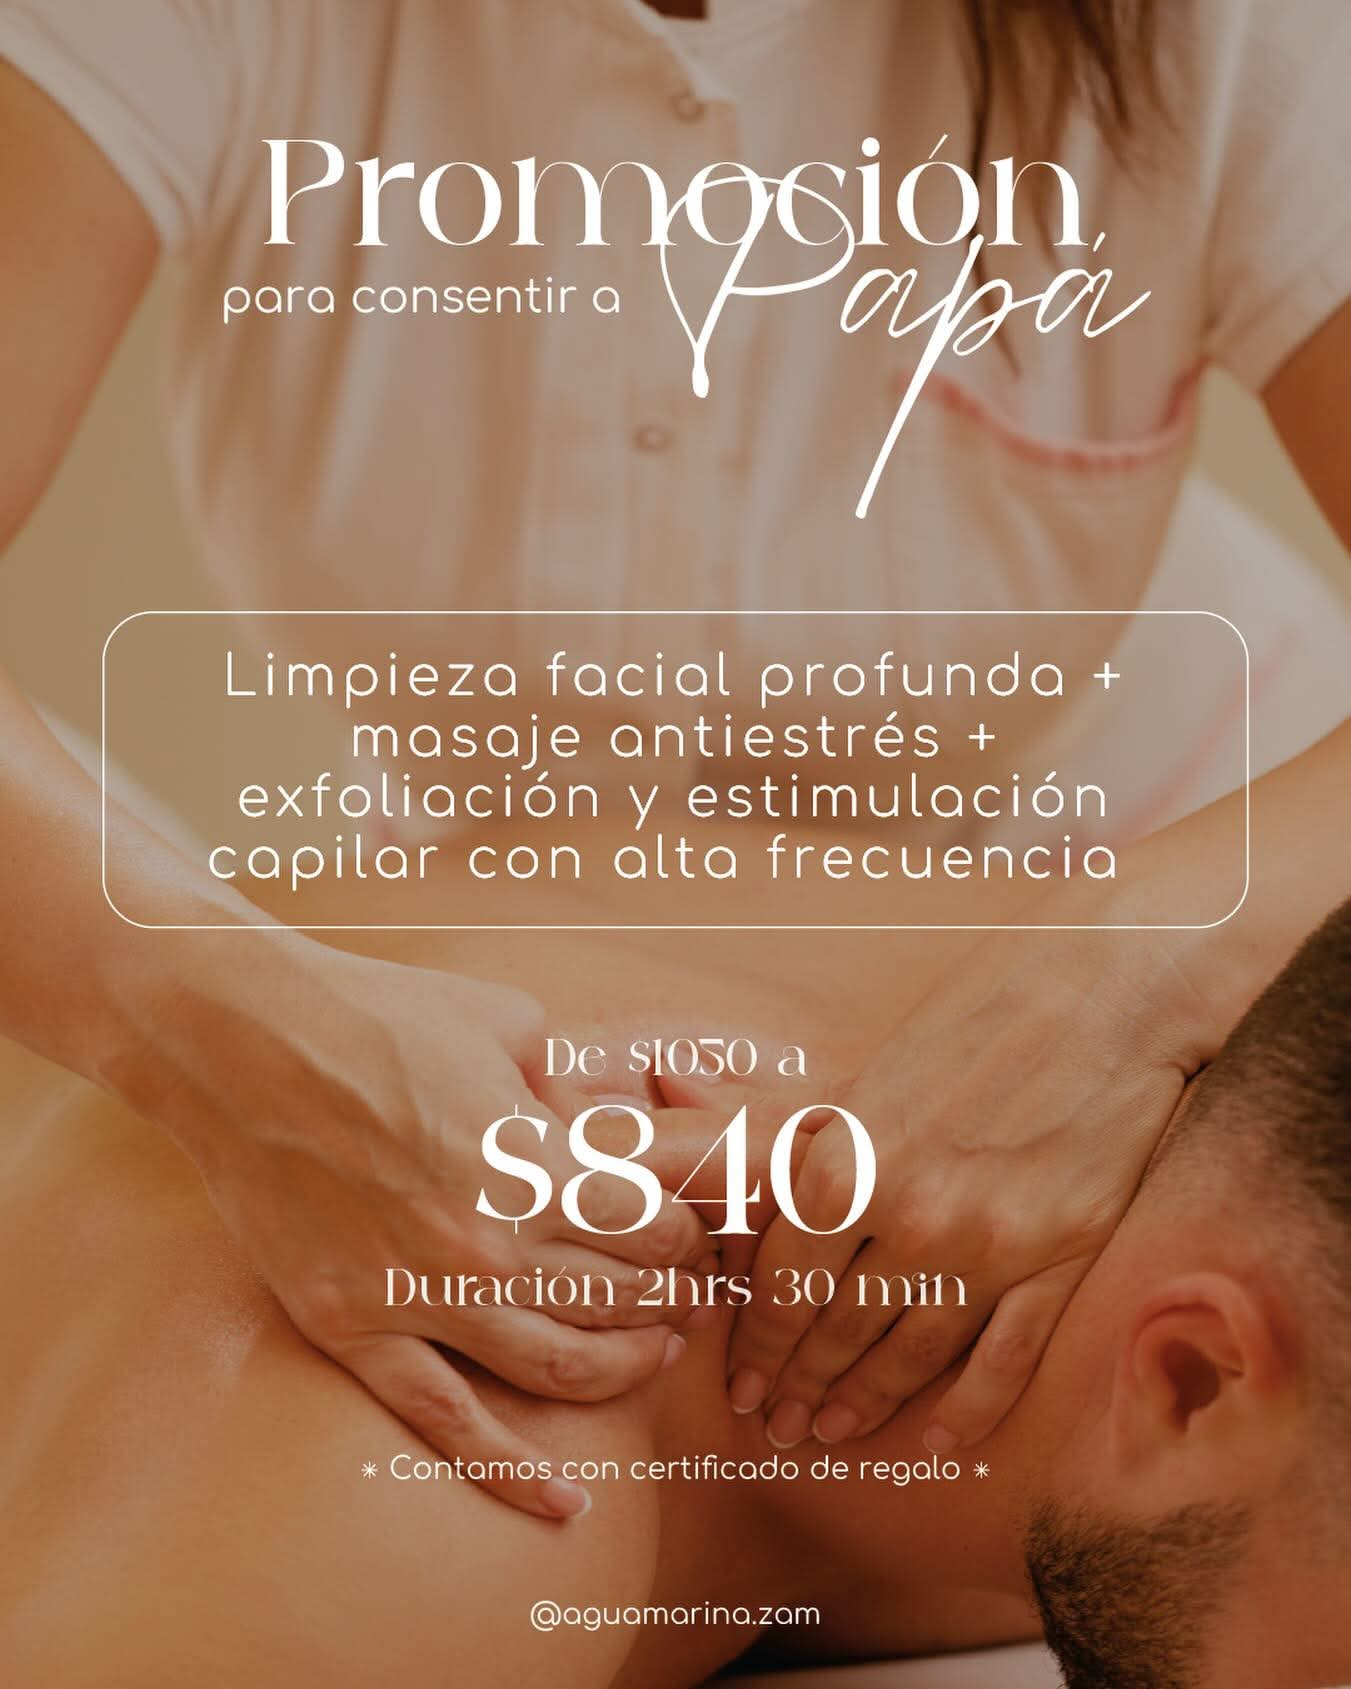 Promoción
para consentir a Papá
Limpieza facial profunda +
masaje antiestrés +
exfoliación y estimulación
capilar con alta frecuencia
De $1050 a
$840
Duración 2hrs 30 min
* Contamos con certificado de regalo *
@aguamarina.zam